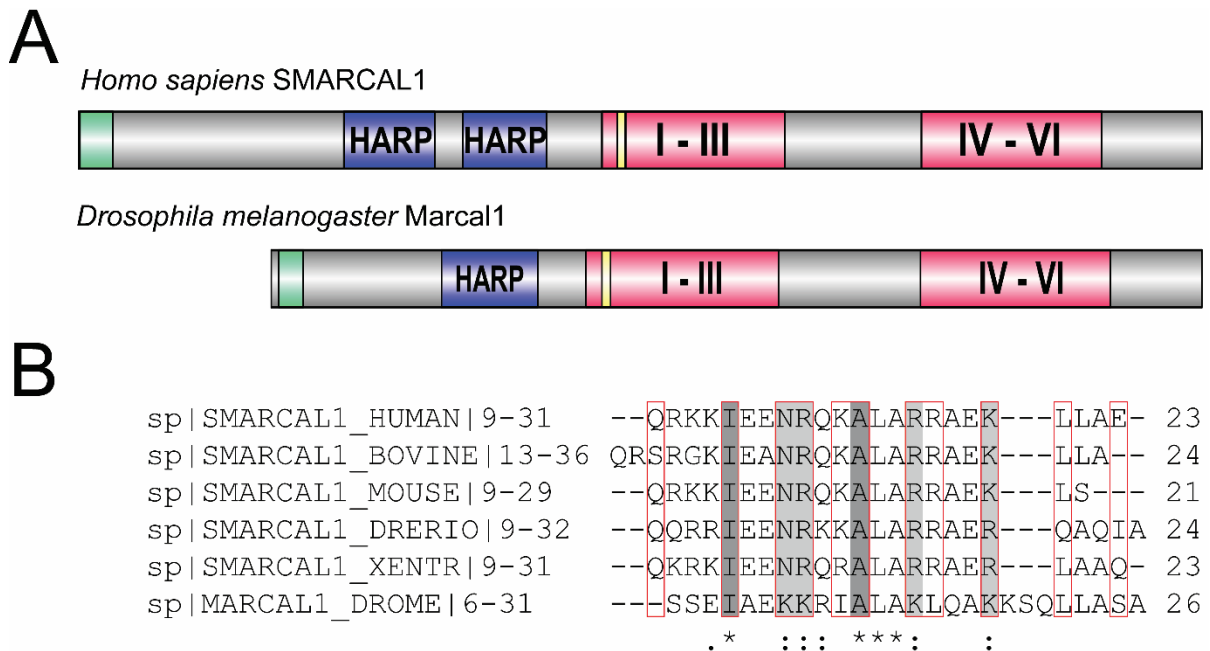 A
Homo sapiens SMARCAL1
HARP HARP I - III IV - VI
Drosophila melanogaster Marcal1
HARP I - III IV - VI
B
sp|SMARCAL1_HUMAN|9-31 --QRKKIEENRQKALARRAEK---LLAE- 23
sp|SMARCAL1_BOVINE|13-36 QRSRGKIEANRQKALARRAEK---LLA-- 24
sp|SMARCAL1_MOUSE|9-29 --QRKKIEENRQKALARRAEK---LS--- 21
sp|SMARCAL1_DRERIO|9-32 --QQRRIEENRKKALARRAER---QAQIA 24
sp|SMARCAL1_XENTR|9-31 --QKRKIEENRQRALARRAER---LAAQ- 23
sp|MARCAL1_DROME|6-31 ---SSEIAEKKRIALAKLQAKKSQLLASA 26
.*  ::: ***:   :